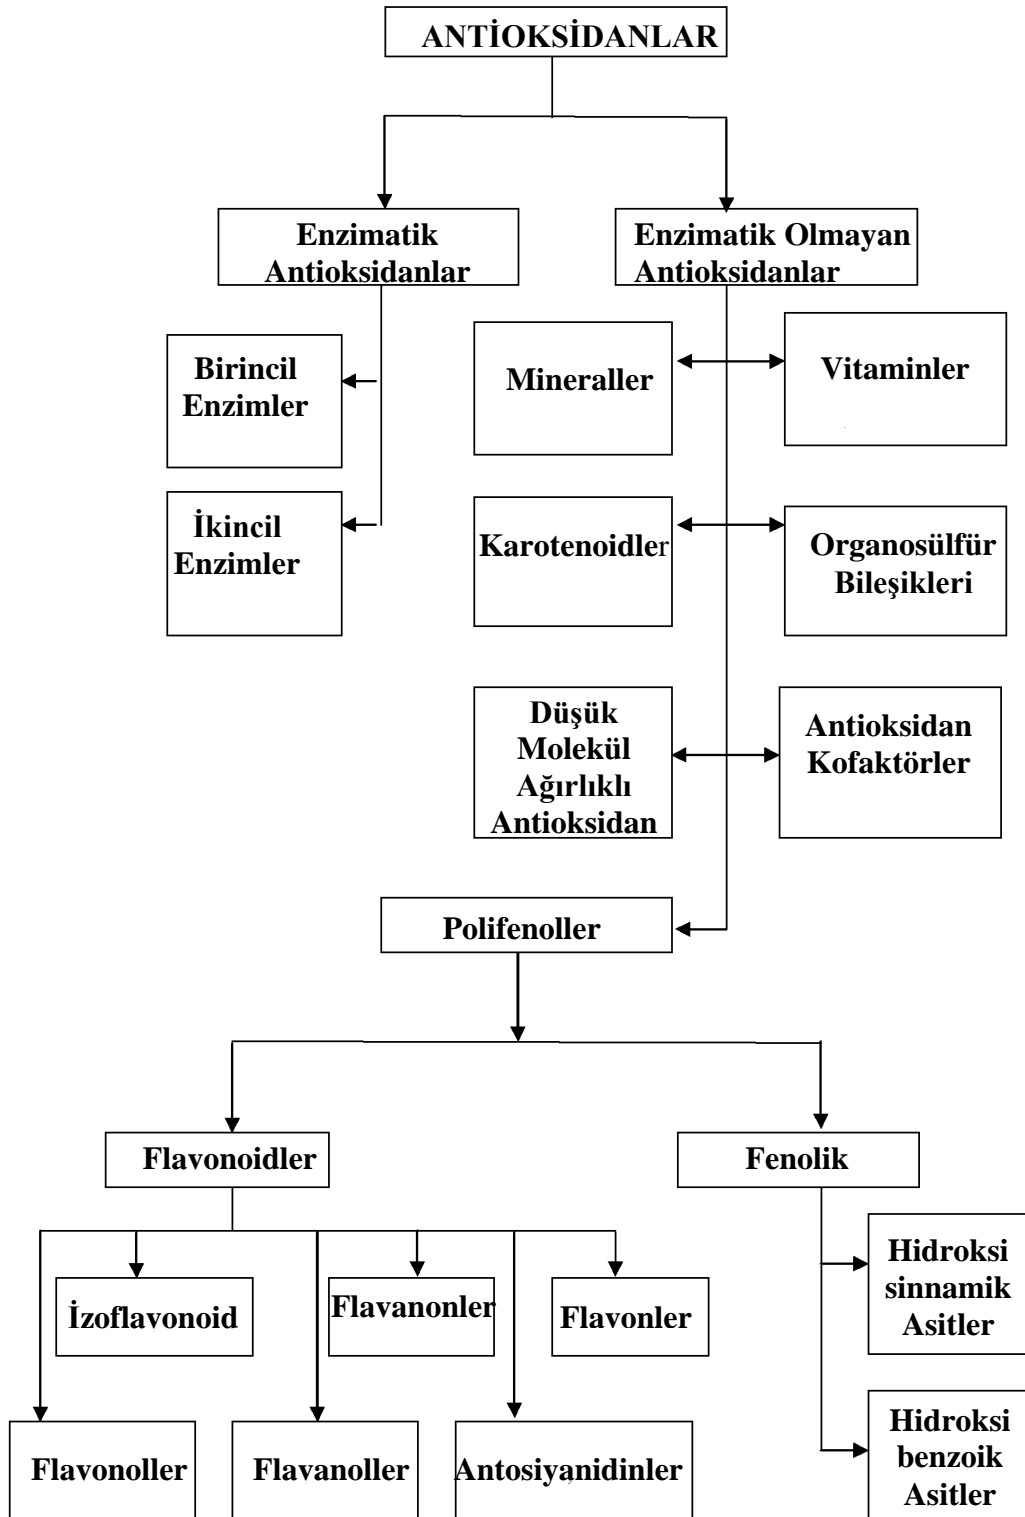 ANTİOKSİDANLAR
Enzimatik
Antioksidanlar
Enzimatik Olmayan
Antioksidanlar
Birincil
Enzimler
Mineraller
Vitaminler
İkincil
Enzimler
Karotenoidler
Organosülfür
Bileşikleri
Düşük
Molekül
Ağırlıklı
Antioksidan
Antioksidan
Kofaktörler
Polifenoller
Flavonoidler
Fenolik
İzoflavonoid
Flavanonler
Flavonler
Hidroksi
sinnamik
Asitler
Flavonoller
Flavanoller
Antosiyanidinler
Hidroksi
benzoik
Asitler